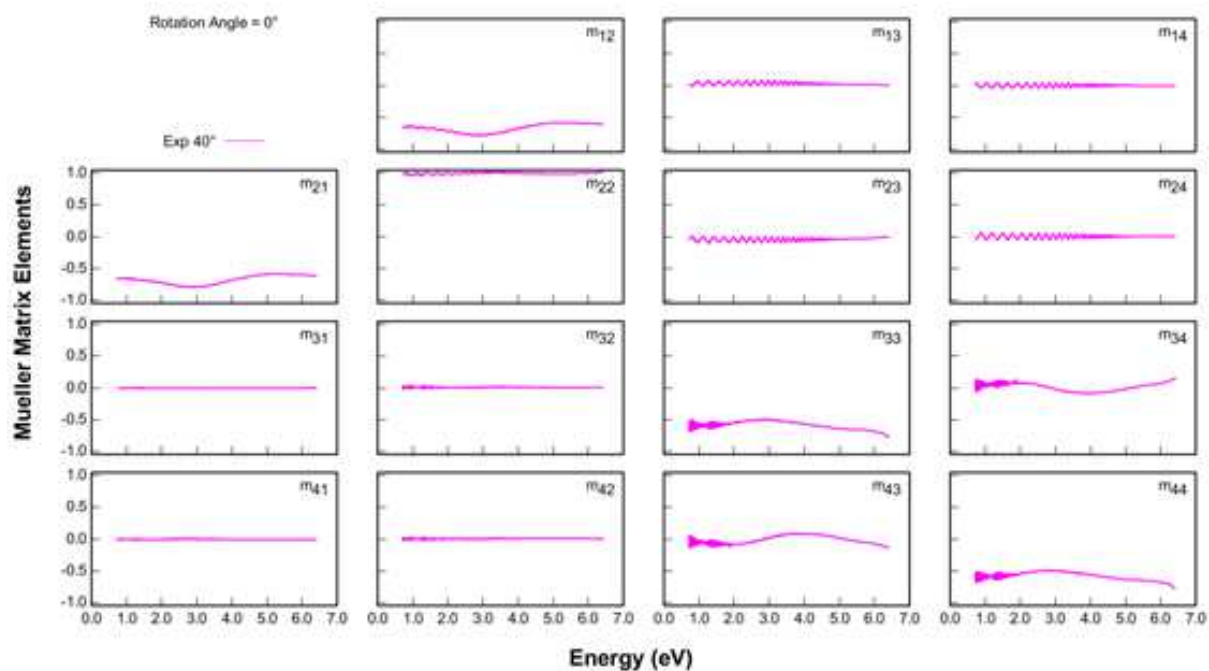 Rotation Angle = 0°
m12
m13
m14
Exp 40°
Mueller Matrix Elements
1.0
0.5
0.0
-0.5
-1.0
m21
m22
m23
m24
1.0
0.5
0.0
-0.5
-1.0
m31
m32
m33
m34
1.0
0.5
0.0
-0.5
-1.0
m41
m42
m43
m44
0.0 1.0 2.0 3.0 4.0 5.0 6.0 7.0
0.0 1.0 2.0 3.0 4.0 5.0 6.0 7.0
0.0 1.0 2.0 3.0 4.0 5.0 6.0 7.0
0.0 1.0 2.0 3.0 4.0 5.0 6.0 7.0
Energy (eV)